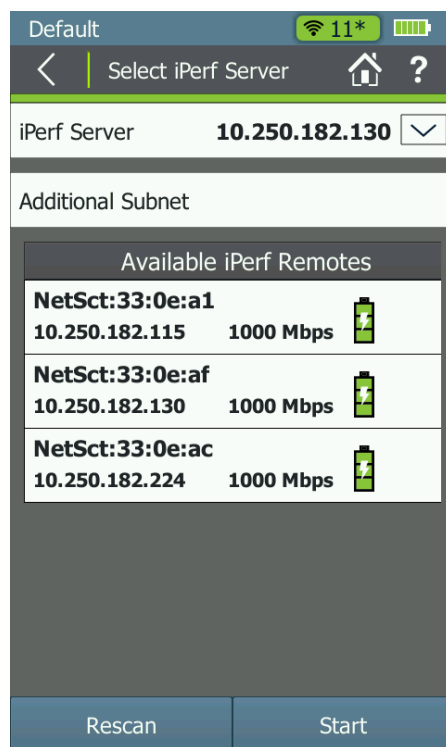 Default 11*
Select iPerf Server ?
iPerf Server 10.250.182.130
Additional Subnet
Available iPerf Remotes
NetSct:33:0e:a1
10.250.182.115 1000 Mbps
NetSct:33:0e:af
10.250.182.130 1000 Mbps
NetSct:33:0e:ac
10.250.182.224 1000 Mbps
Rescan Start